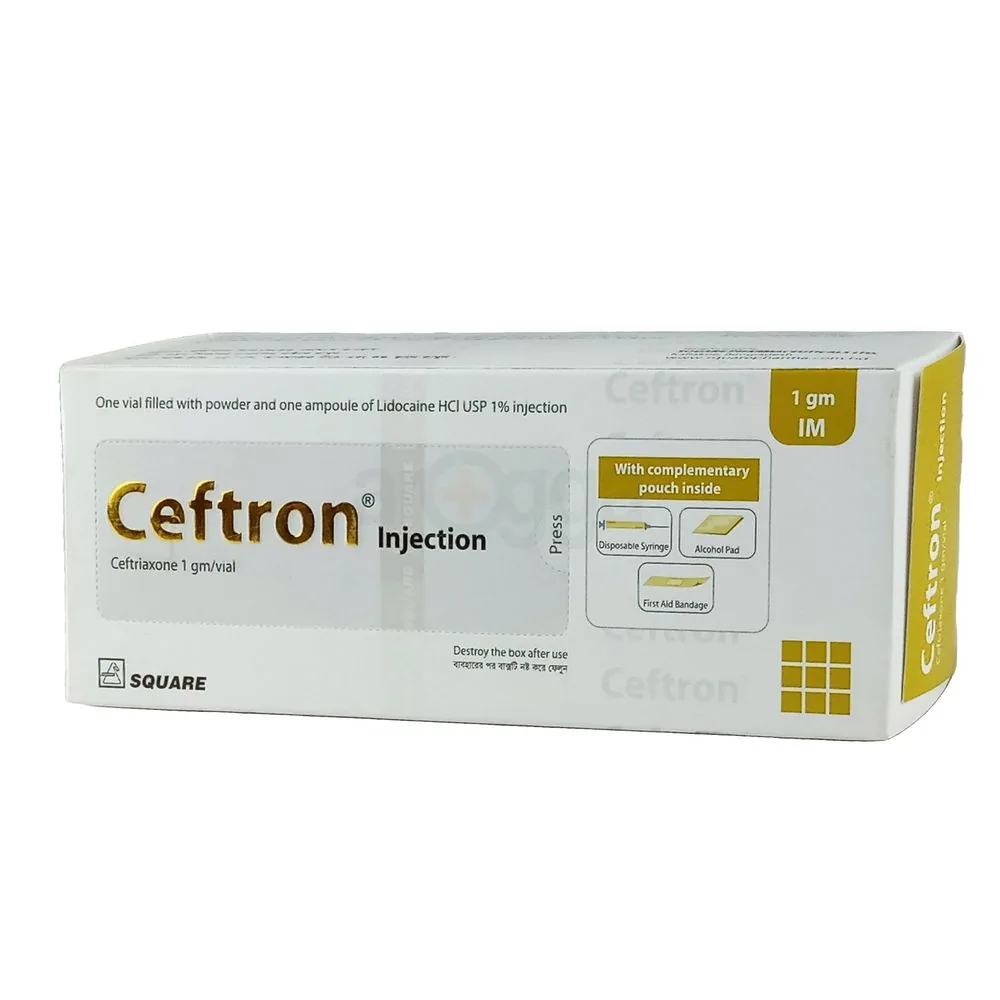 One vial filled with powder and one ampoule of Lidocaine HCl USP 1% injection
1 gm
IM
Ceftron® Injection
Ceftriaxone 1 gm/vial
Press
With complementary
pouch inside
Disposable Syringe
Alcohol Pad
First Aid Bandage
Destroy the box after use
ব্যবহারের পর বাক্সটি নষ্ট করে ফেলুন
SQUARE
Ceftron
Ceftron
Ceftron® Injection
Ceftriaxone 1 gm/vial
SQUARE